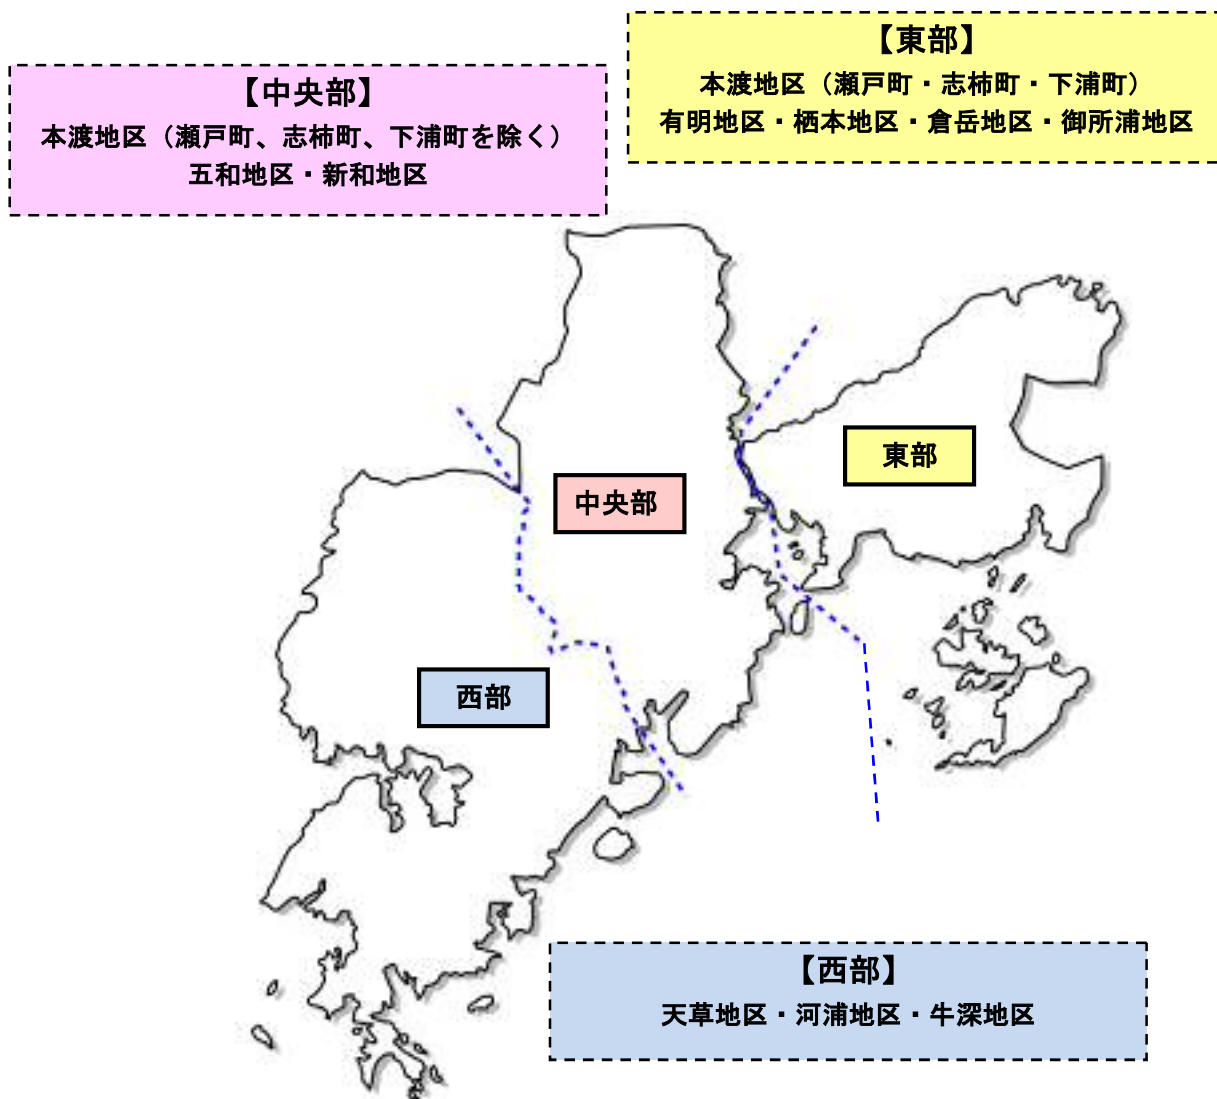 【東部】
本渡地区（瀬戸町・志柿町・下浦町）
有明地区・栖本地区・倉岳地区・御所浦地区
【中央部】
本渡地区（瀬戸町、志柿町、下浦町を除く）
五和地区・新和地区
東部
中央部
西部
【西部】
天草地区・河浦地区・牛深地区